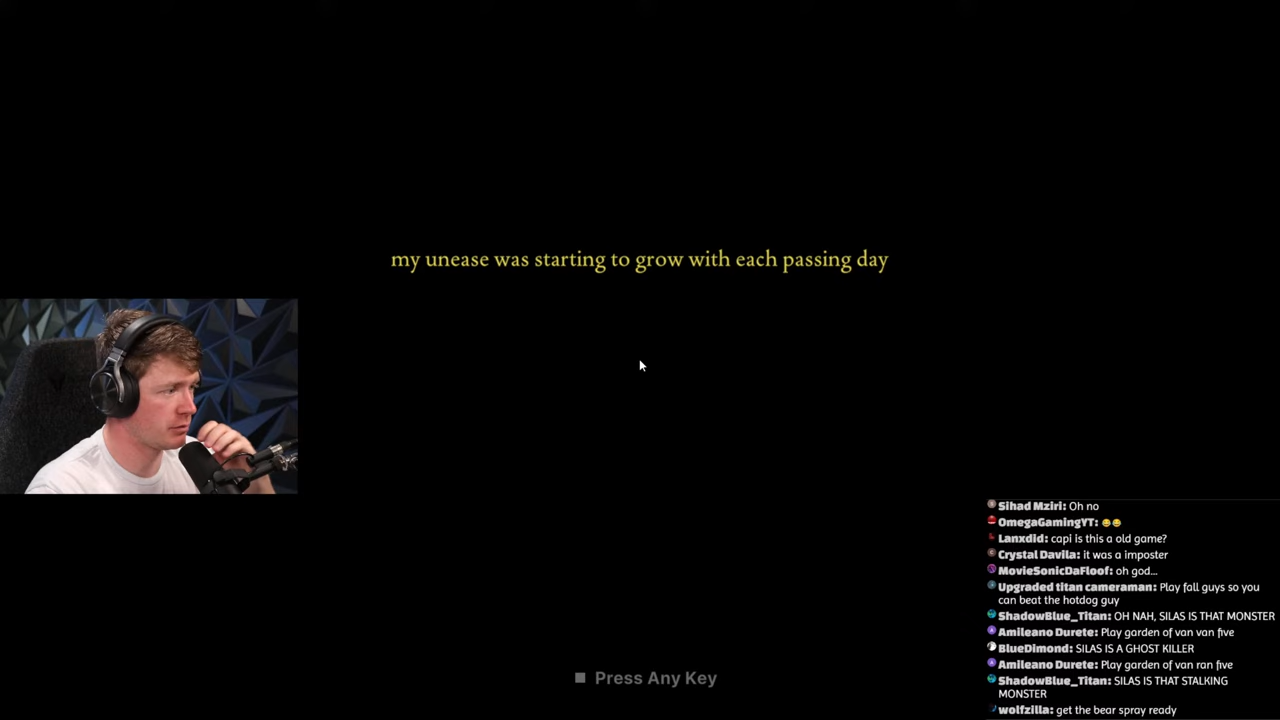 my unease was starting to grow with each passing day
Sihad Mziri: Oh no
OmegaGamingYT: 😂😂
Lanxdid: capi is this a old game?
Crystal Davila: it was a imposter
MovieSonicDaFloof: oh god...
Upgraded titan cameraman: Play fall guys so you
can beat the hotdog guy
ShadowBlue_Titan: OH NAH, SILAS IS THAT MONSTER
Amileano Durete: Play garden of van van five
BlueDimond: SILAS IS A GHOST KILLER
Amileano Durete: Play garden of van ran five
ShadowBlue_Titan: SILAS IS THAT STALKING
MONSTER
wolfzilla: get the bear spray ready
Press Any Key